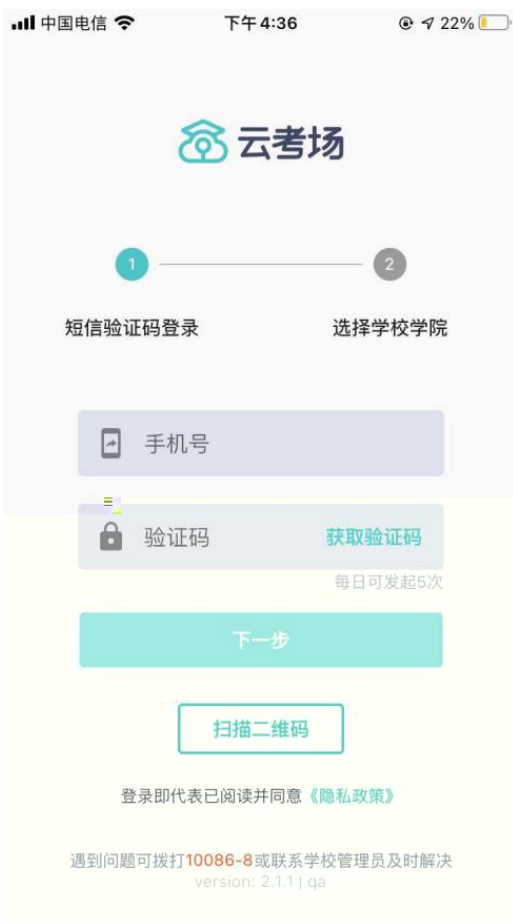 中国电信 下午4:36 22%
云考场
1 2
短信验证码登录 选择学校学院
手机号
验证码 获取验证码
每日可发起5次
下一步
扫描二维码
登录即代表已阅读并同意《隐私政策》
遇到问题可拨打10086-8或联系学校管理员及时解决
version: 2.1.1 | qa